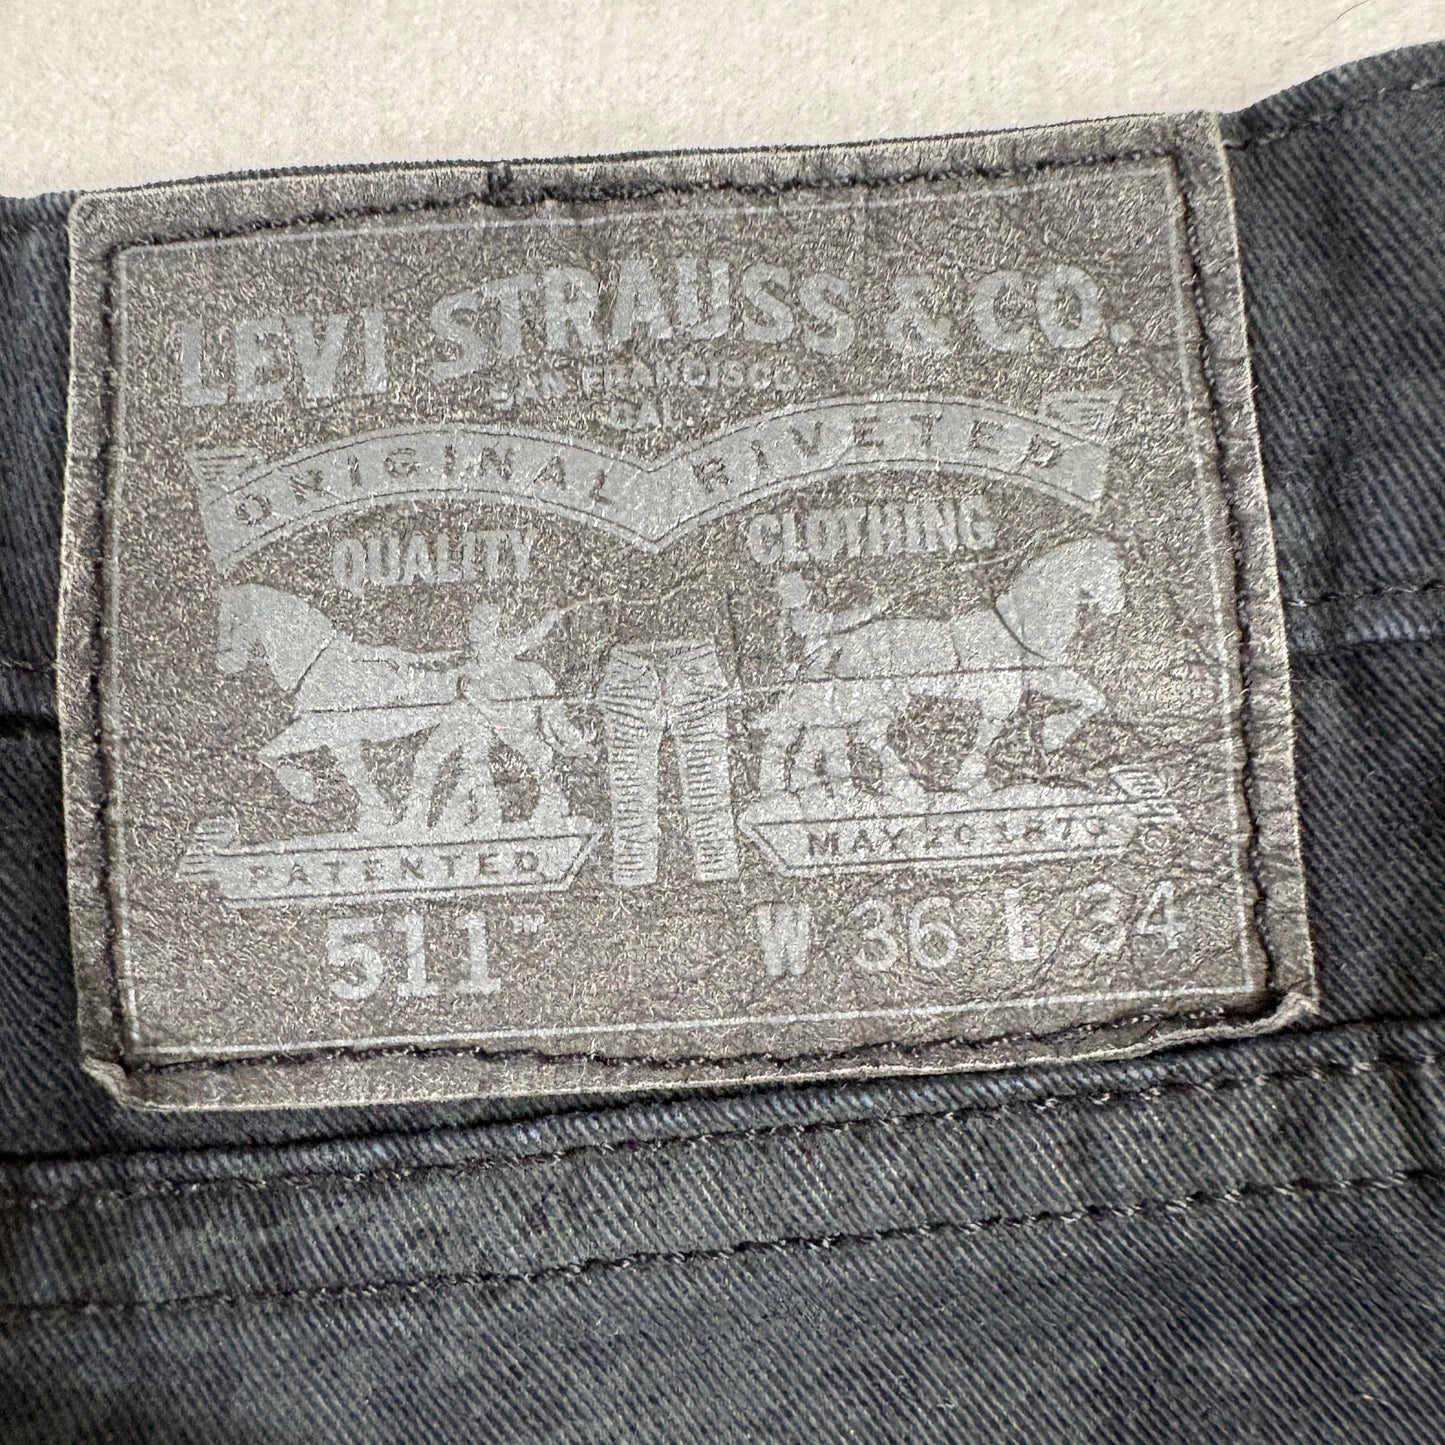 LEVI STRAUSS & CO.
SAN FRANCISCO
CAL.
ORIGINAL RIVETED
QUALITY CLOTHING
PATENTED MAY 20 1873
511™ W 36 L 34